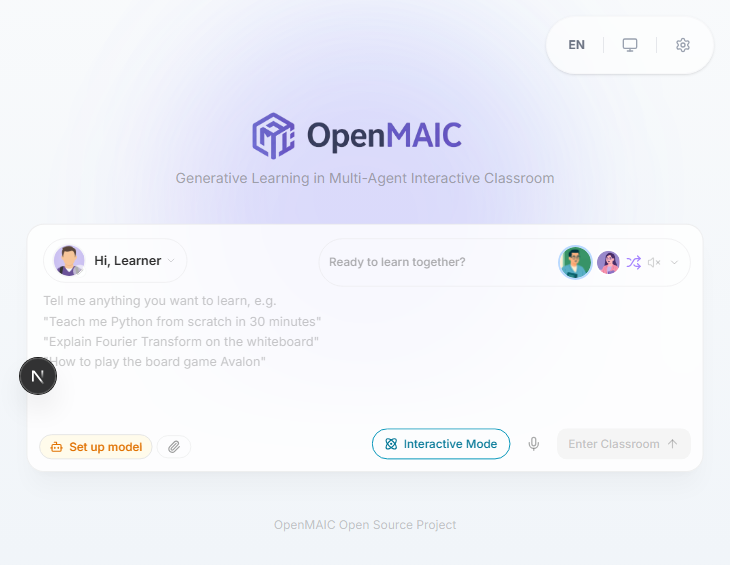 EN
OpenMAIC
Generative Learning in Multi-Agent Interactive Classroom
Hi, Learner
Ready to learn together?
Tell me anything you want to learn, e.g.
"Teach me Python from scratch in 30 minutes"
"Explain Fourier Transform on the whiteboard"
"How to play the board game Avalon"
N
Set up model
Interactive Mode
Enter Classroom
OpenMAIC Open Source Project